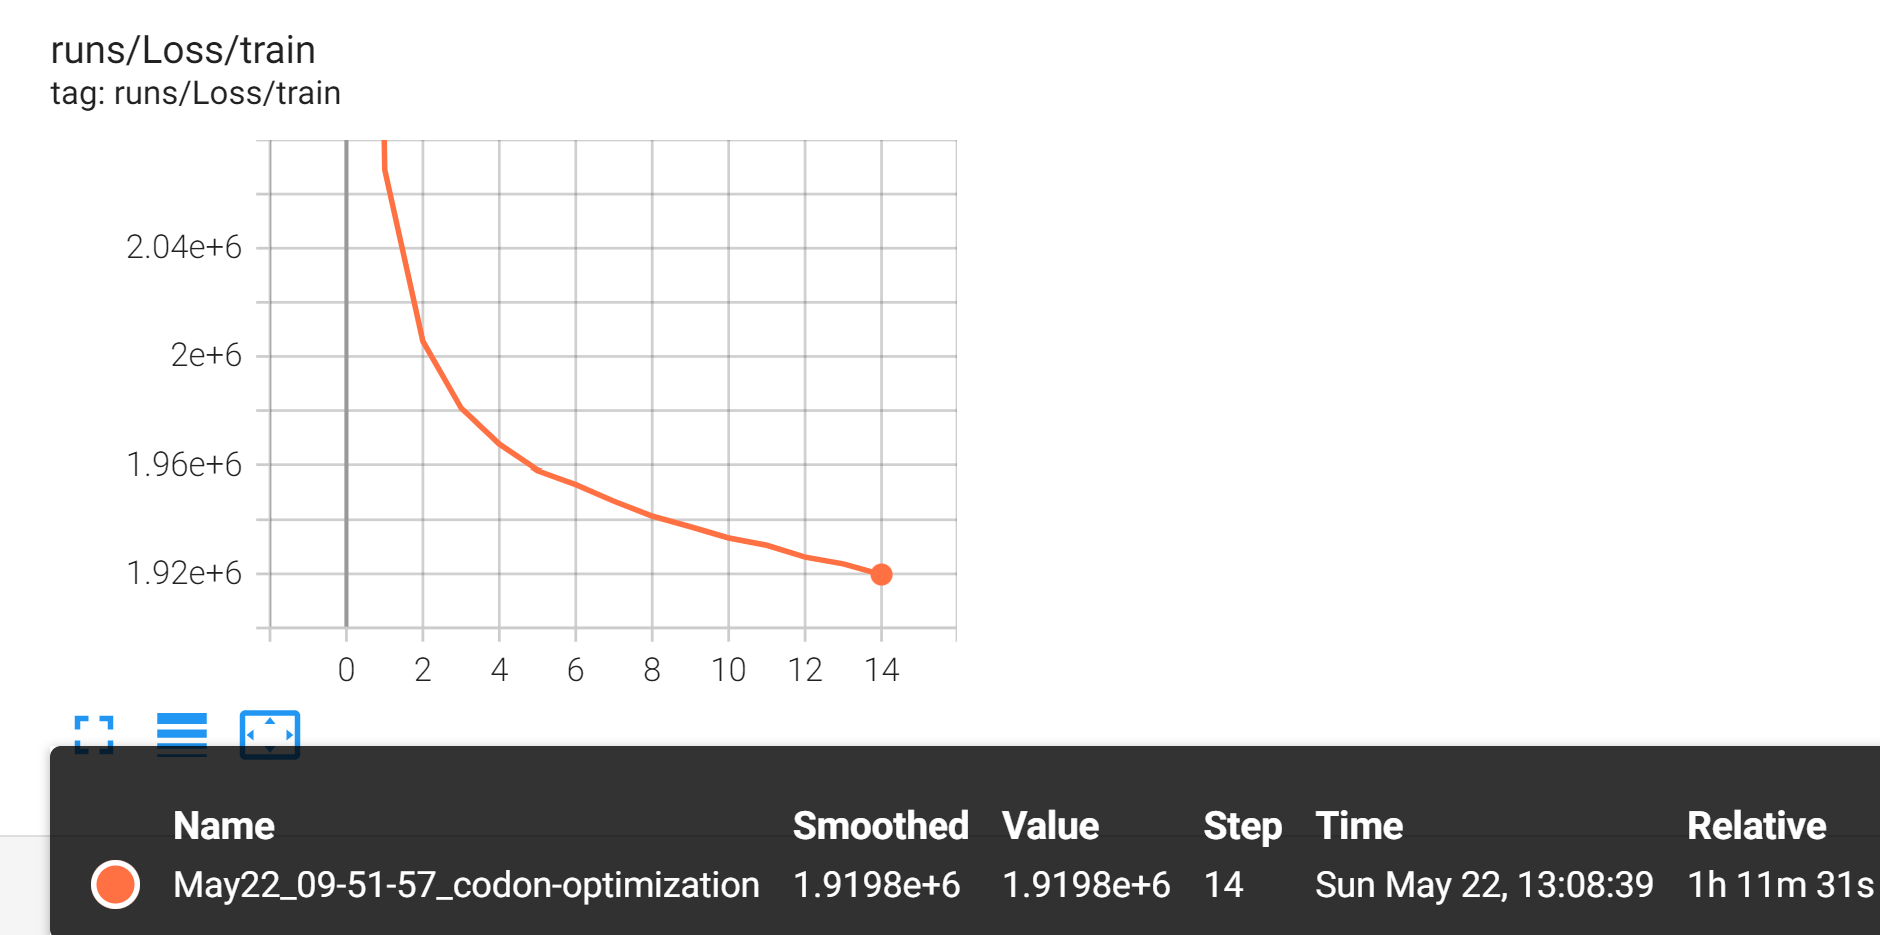 runs/Loss/train
tag: runs/Loss/train
2.04e+6
2e+6
1.96e+6
1.92e+6
0 2 4 6 8 10 12 14
Name Smoothed Value Step Time Relative
May22_09-51-57_codon-optimization 1.9198e+6 1.9198e+6 14 Sun May 22, 13:08:39 1h 11m 31s